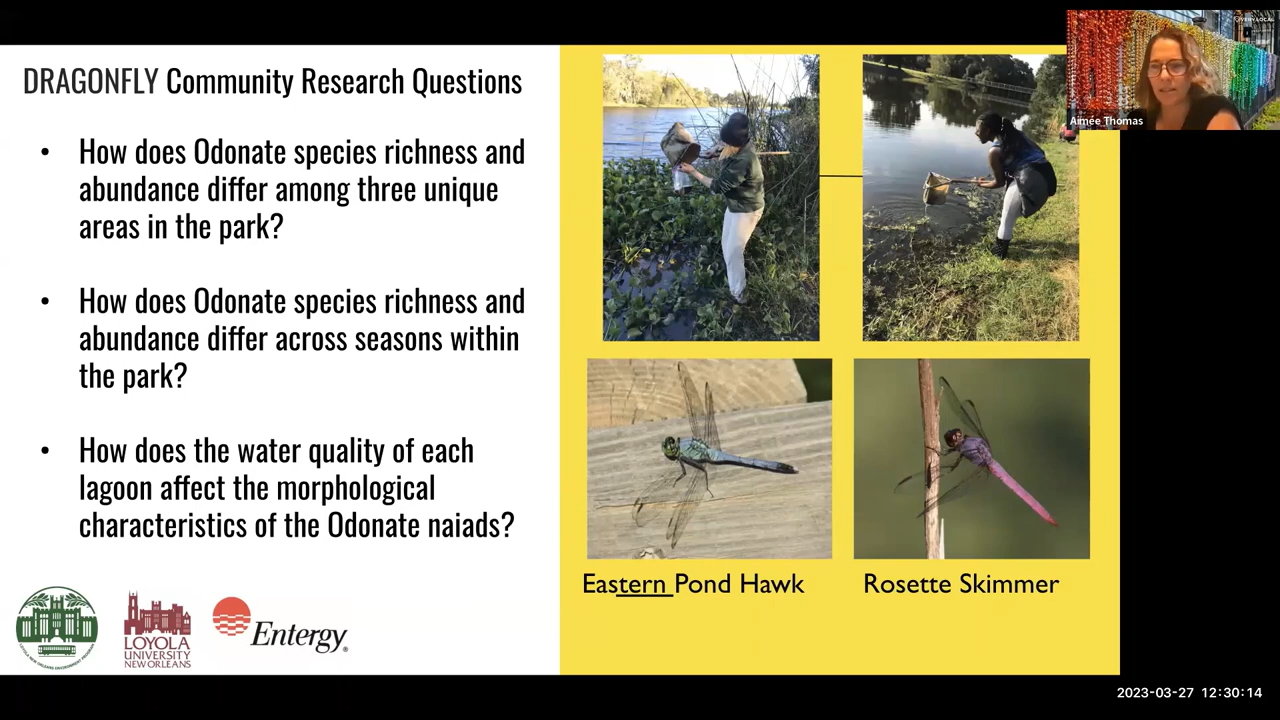 DRAGONFLY Community Research Questions
• How does Odonate species richness and
abundance differ among three unique
areas in the park?
• How does Odonate species richness and
abundance differ across seasons within
the park?
• How does the water quality of each
lagoon affect the morphological
characteristics of the Odonate naiads?
LOYOLA
UNIVERSITY
NEW ORLEANS
Entergy®
Eastern Pond Hawk
Rosette Skimmer
Aimée Thomas
2023-03-27 12:30:14